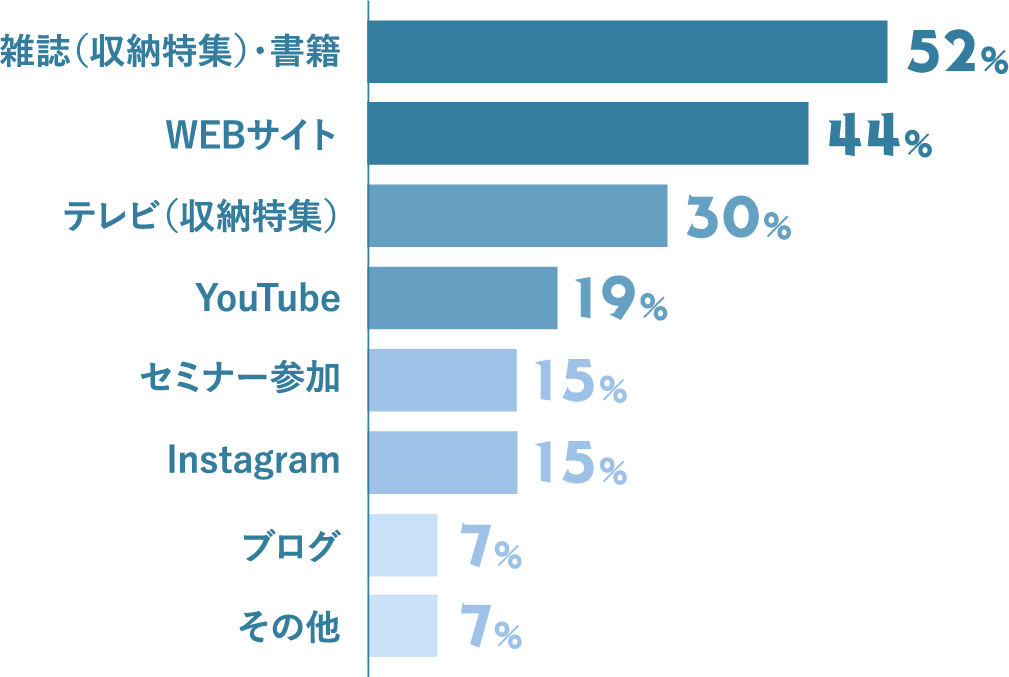 雑誌（収納特集）・書籍 52%
WEBサイト 44%
テレビ（収納特集） 30%
YouTube 19%
セミナー参加 15%
Instagram 15%
ブログ 7%
その他 7%